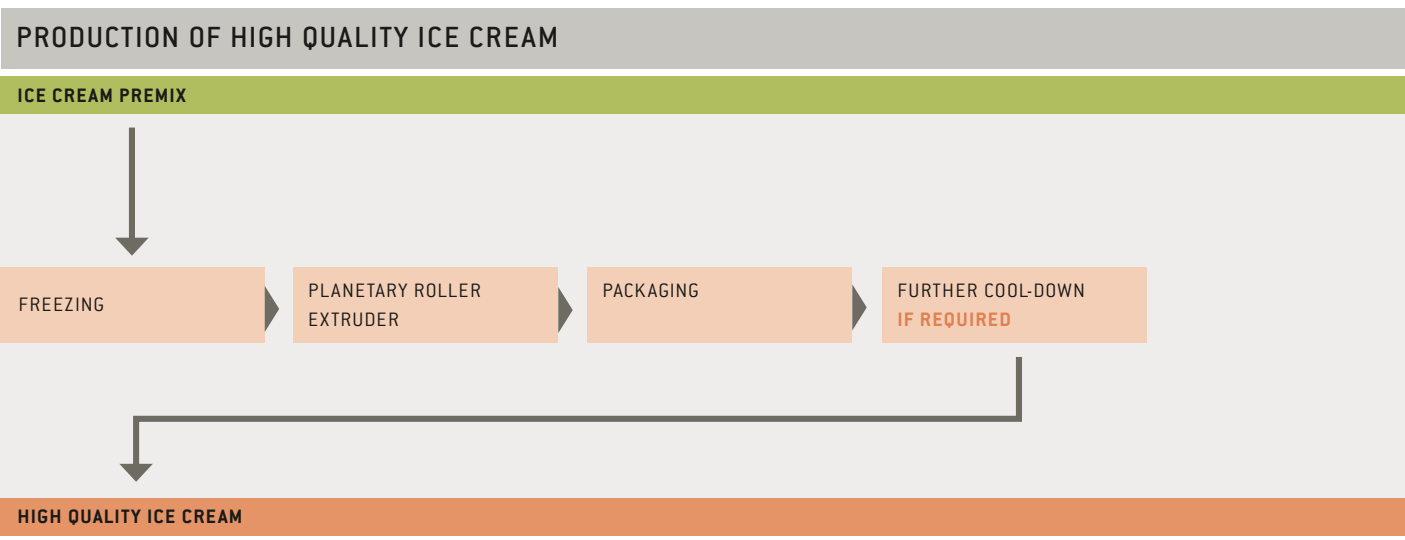 PRODUCTION OF HIGH QUALITY ICE CREAM
ICE CREAM PREMIX
FREEZING
PLANETARY ROLLER
EXTRUDER
PACKAGING
FURTHER COOL-DOWN
IF REQUIRED
HIGH QUALITY ICE CREAM